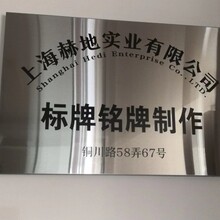 上海赫地实业有限公司
Shanghai Hedi Enterprise Co., Ltd.
标牌铭牌制作
铜川路58弄67号